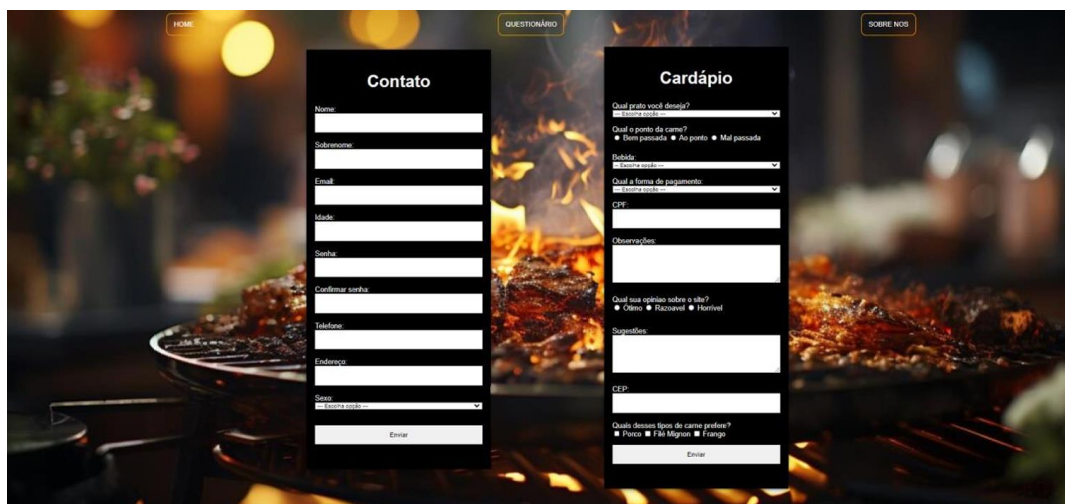 HOME
QUESTIONÁRIO
SOBRE NOS
Contato
Nome:
Sobrenome:
Email:
Idade:
Senha:
Confirmar senha:
Telefone:
Endereço:
Sexo:
--- Escolha opção ---
Enviar
Cardápio
Qual prato você deseja?
--- Escolha opção ---
Qual o ponto da carne?
Bem passada Ao ponto Mal passada
Bebida:
--- Escolha opção ---
Qual a forma de pagamento:
--- Escolha opção ---
CPF:
Observações:
Qual sua opiniao sobre o site?
Ótimo Razoavel Horrivel
Sugestões:
CEP:
Quais desses tipos de carne prefere?
Porco Filé Mignon Frango
Enviar